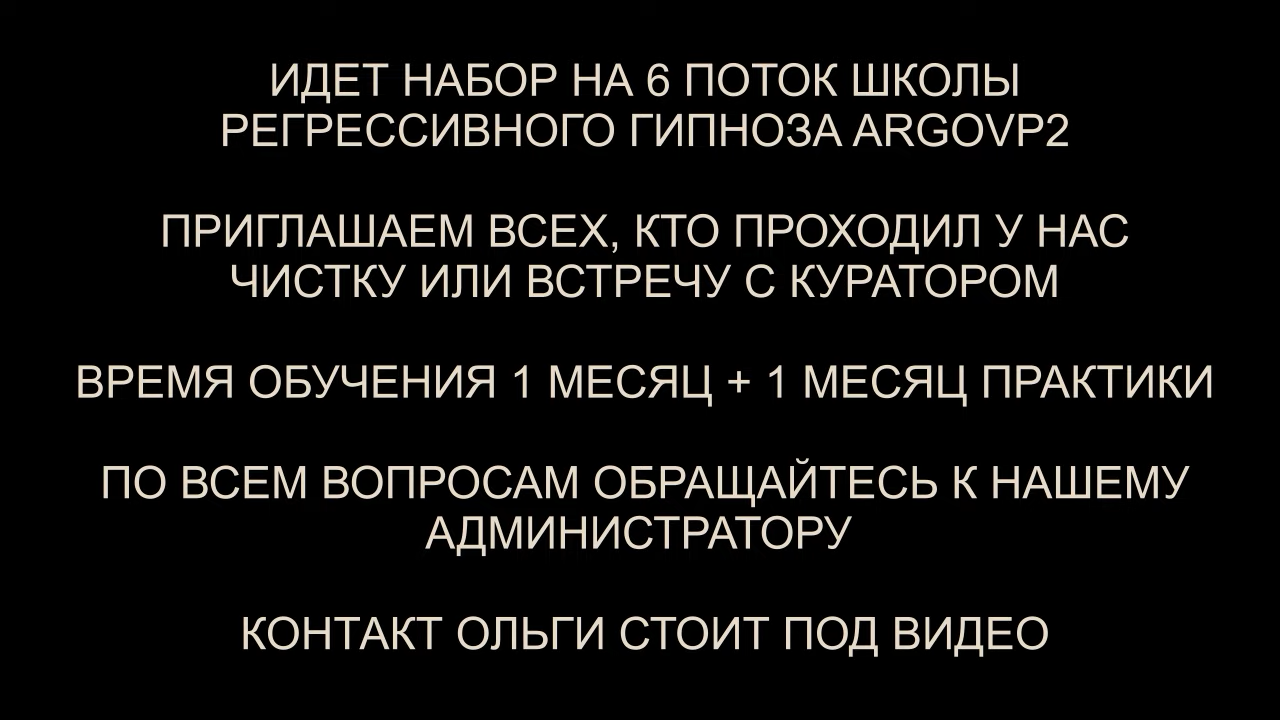 ИДЕТ НАБОР НА 6 ПОТОК ШКОЛЫ
РЕГРЕССИВНОГО ГИПНОЗА ARGOVP2
ПРИГЛАШАЕМ ВСЕХ, КТО ПРОХОДИЛ У НАС
ЧИСТКУ ИЛИ ВСТРЕЧУ С КУРАТОРОМ
ВРЕМЯ ОБУЧЕНИЯ 1 МЕСЯЦ + 1 МЕСЯЦ ПРАКТИКИ
ПО ВСЕМ ВОПРОСАМ ОБРАЩАЙТЕСЬ К НАШЕМУ
АДМИНИСТРАТОРУ
КОНТАКТ ОЛЬГИ СТОИТ ПОД ВИДЕО